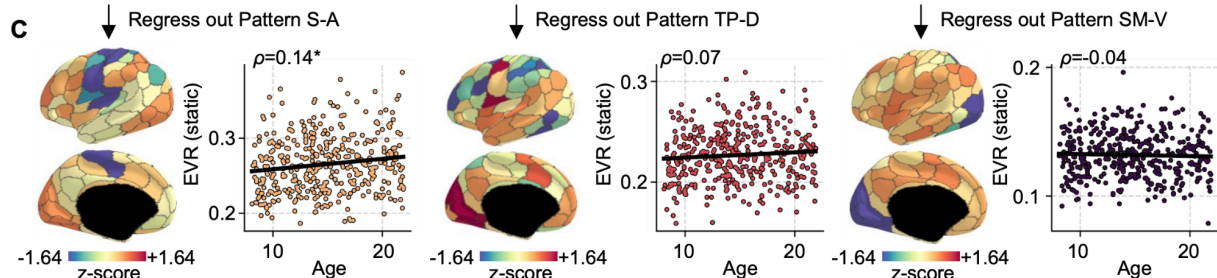 c
Regress out Pattern S-A
Regress out Pattern TP-D
Regress out Pattern SM-V
ρ=0.14*
EVR (static)
0.3
0.2
10
20
Age
-1.64
+1.64
z-score
ρ=0.07
EVR (static)
0.3
0.2
10
20
Age
-1.64
+1.64
z-score
ρ=-0.04
EVR (static)
0.2
0.1
10
20
Age
-1.64
+1.64
z-score